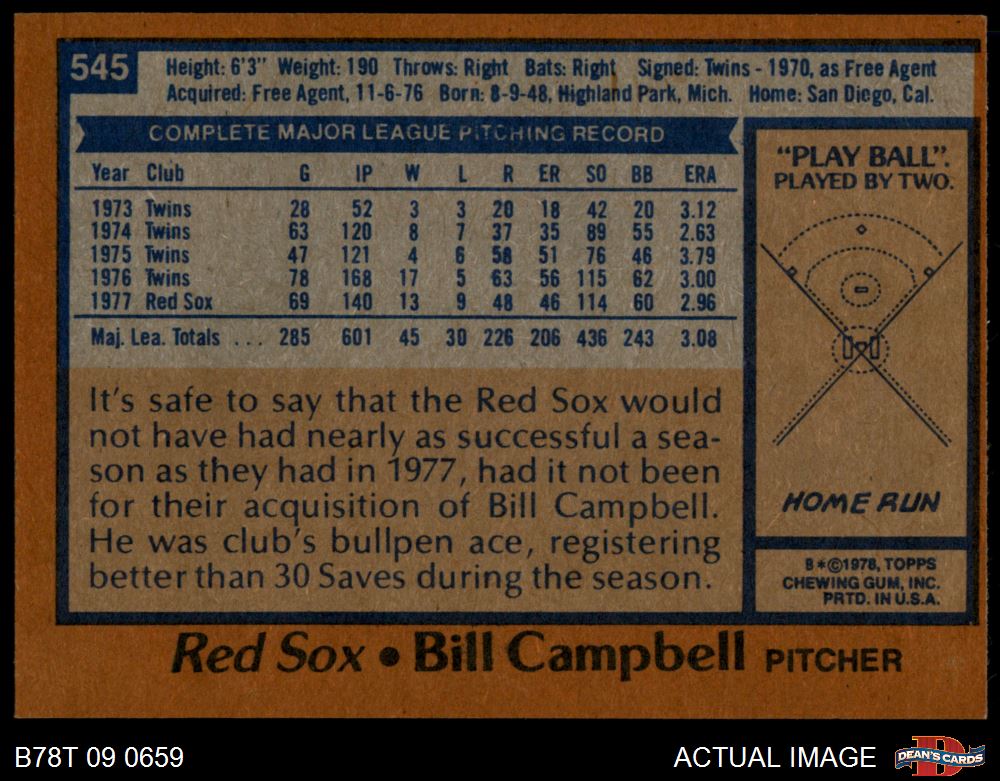 545
Height: 6'3" Weight: 190 Throws: Right Bats: Right Signed: Twins - 1970, as Free Agent
Acquired: Free Agent, 11-6-76 Born: 8-9-48, Highland Park, Mich. Home: San Diego, Cal.
COMPLETE MAJOR LEAGUE PITCHING RECORD
Year Club G IP W L R ER SO BB ERA
1973 Twins 28 52 3 3 20 18 42 20 3.12
1974 Twins 63 120 8 7 37 35 89 55 2.63
1975 Twins 47 121 4 6 58 51 76 46 3.79
1976 Twins 78 168 17 5 63 56 115 62 3.00
1977 Red Sox 69 140 13 9 48 46 114 60 2.96
Maj. Lea. Totals ... 285 601 45 30 226 206 436 243 3.08
It's safe to say that the Red Sox would
not have had nearly as successful a sea-
son as they had in 1977, had it not been
for their acquisition of Bill Campbell.
He was club's bullpen ace, registering
better than 30 Saves during the season.
"PLAY BALL".
PLAYED BY TWO.
HOME RUN
B*©1978, TOPPS
CHEWING GUM, INC.
PRTD. IN U.S.A.
Red Sox • Bill Campbell PITCHER
B78T 09 0659
ACTUAL IMAGE
DEAN'S CARDS